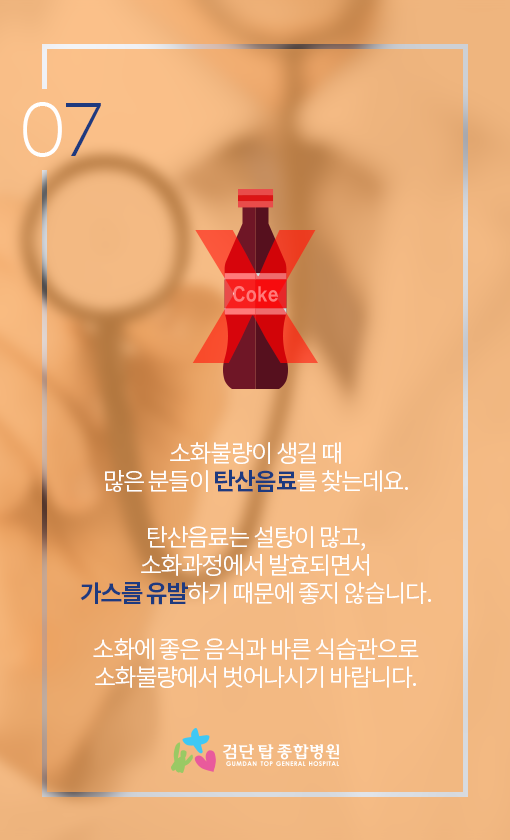 07
Coke
소화불량이 생길 때
많은 분들이 탄산음료를 찾는데요.
탄산음료는 설탕이 많고,
소화과정에서 발효되면서
가스를 유발하기 때문에 좋지 않습니다.
소화에 좋은 음식과 바른 식습관으로
소화불량에서 벗어나시기 바랍니다.
검단 탑 종합병원
GUMDAN TOP GENERAL HOSPITAL